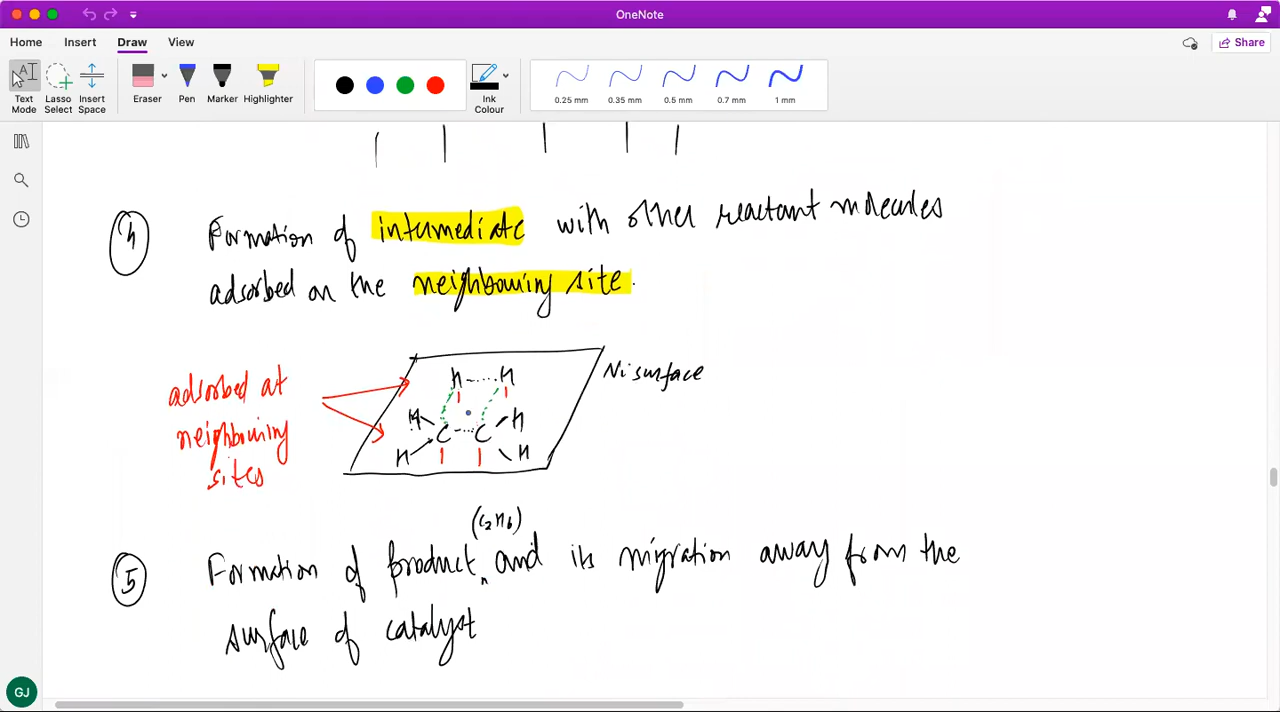 OneNote
Home Insert Draw View
Share
Text Mode
Lasso Select
Insert Space
Eraser
Pen
Marker
Highlighter
Ink Colour
0.25 mm
0.35 mm
0.5 mm
0.7 mm
1 mm
4 Formation of intermediate with other reactant molecules
adsorbed on the neighbouring site.
adsorbed at
neighbouring
sites
Ni surface
H H
H C C H
H H
(C2H6)
5 Formation of product and its migration away from the
surface of catalyst
GJ